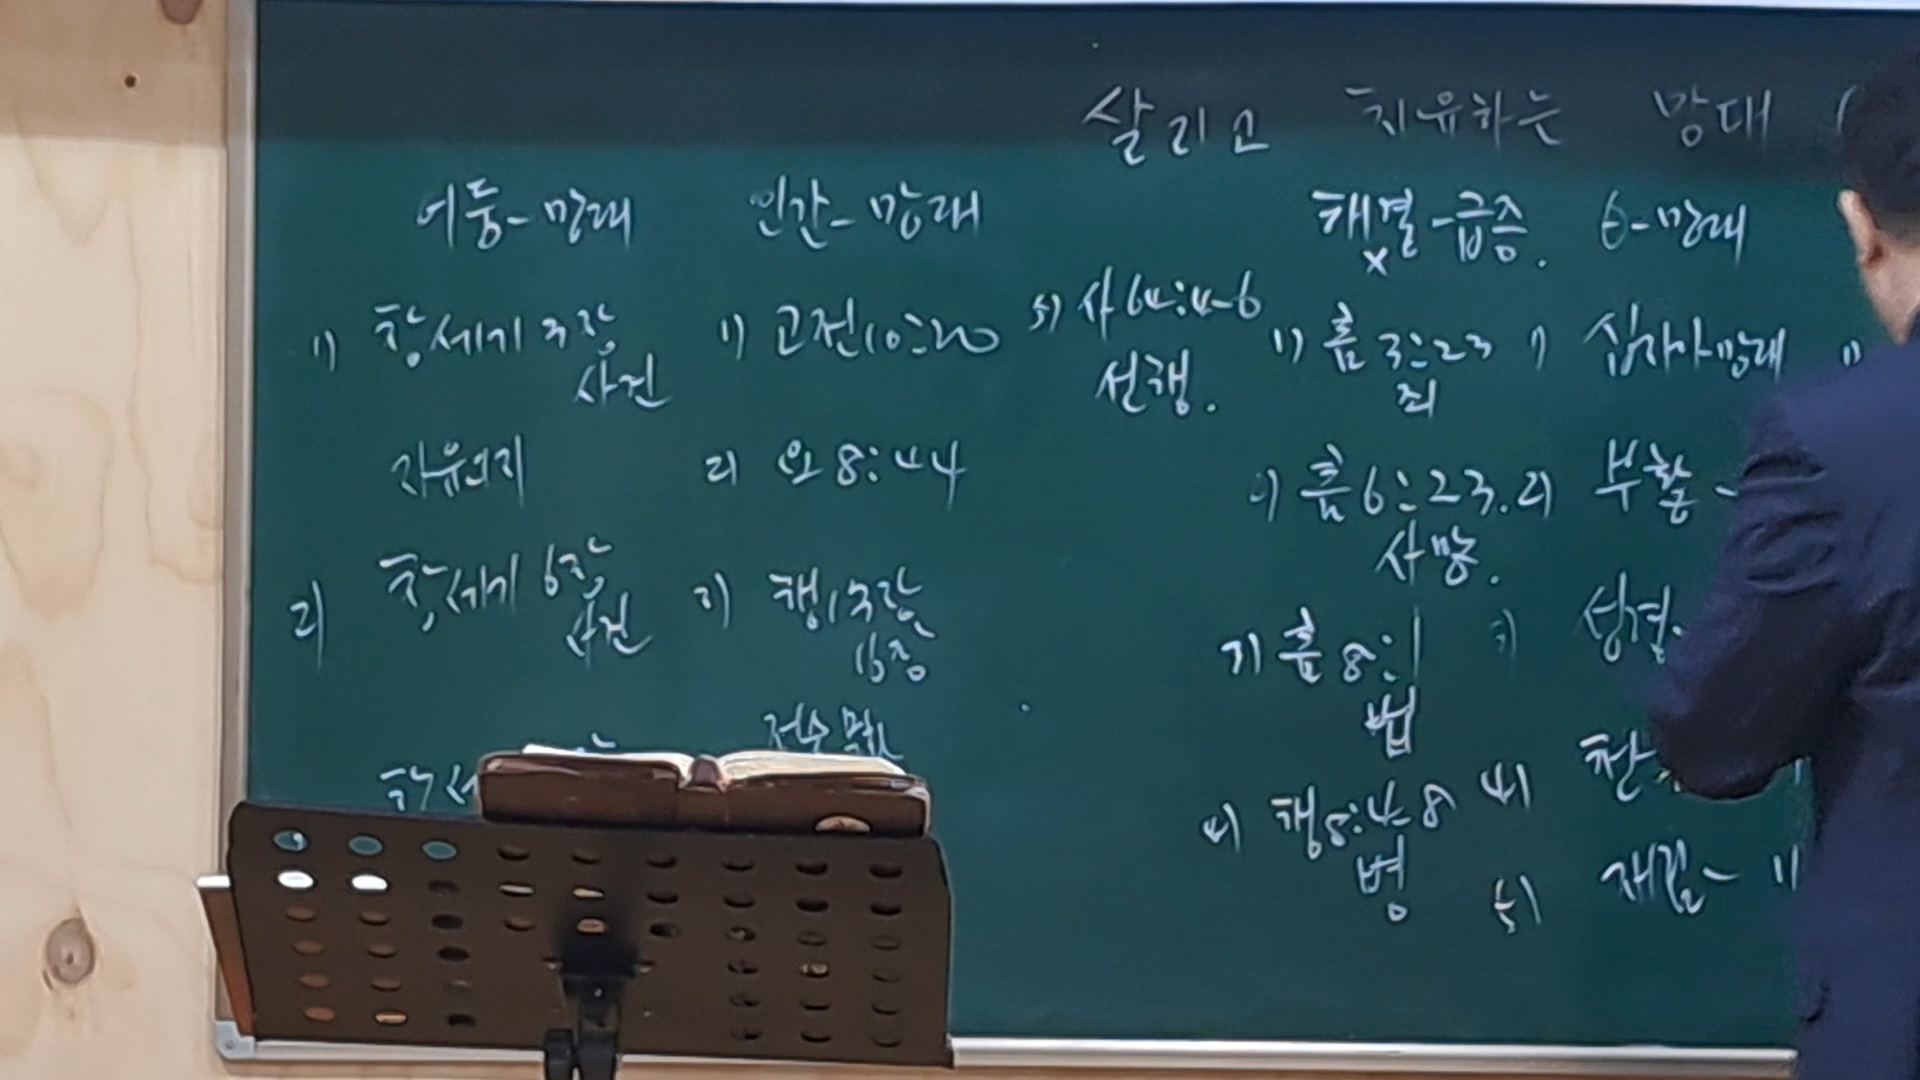 살리고 치유하는 망대 (
어둠-망대
1) 창세기 3장
사건
자유의지
2) 창세기 6장
사건
인간-망대
1) 고전10:20
2) 요 8:44
3) 행13장
16장
5) 사64:4-6
선행.
해결-급증.
x
1) 롬 3:23
죄
롬6:23.
사망.
3) 롬 8:1
법
4) 행8:4-8
병
6-망대
1) 십자가-망대
2) 부활-
3) 성경-
4)
5) 재림- "